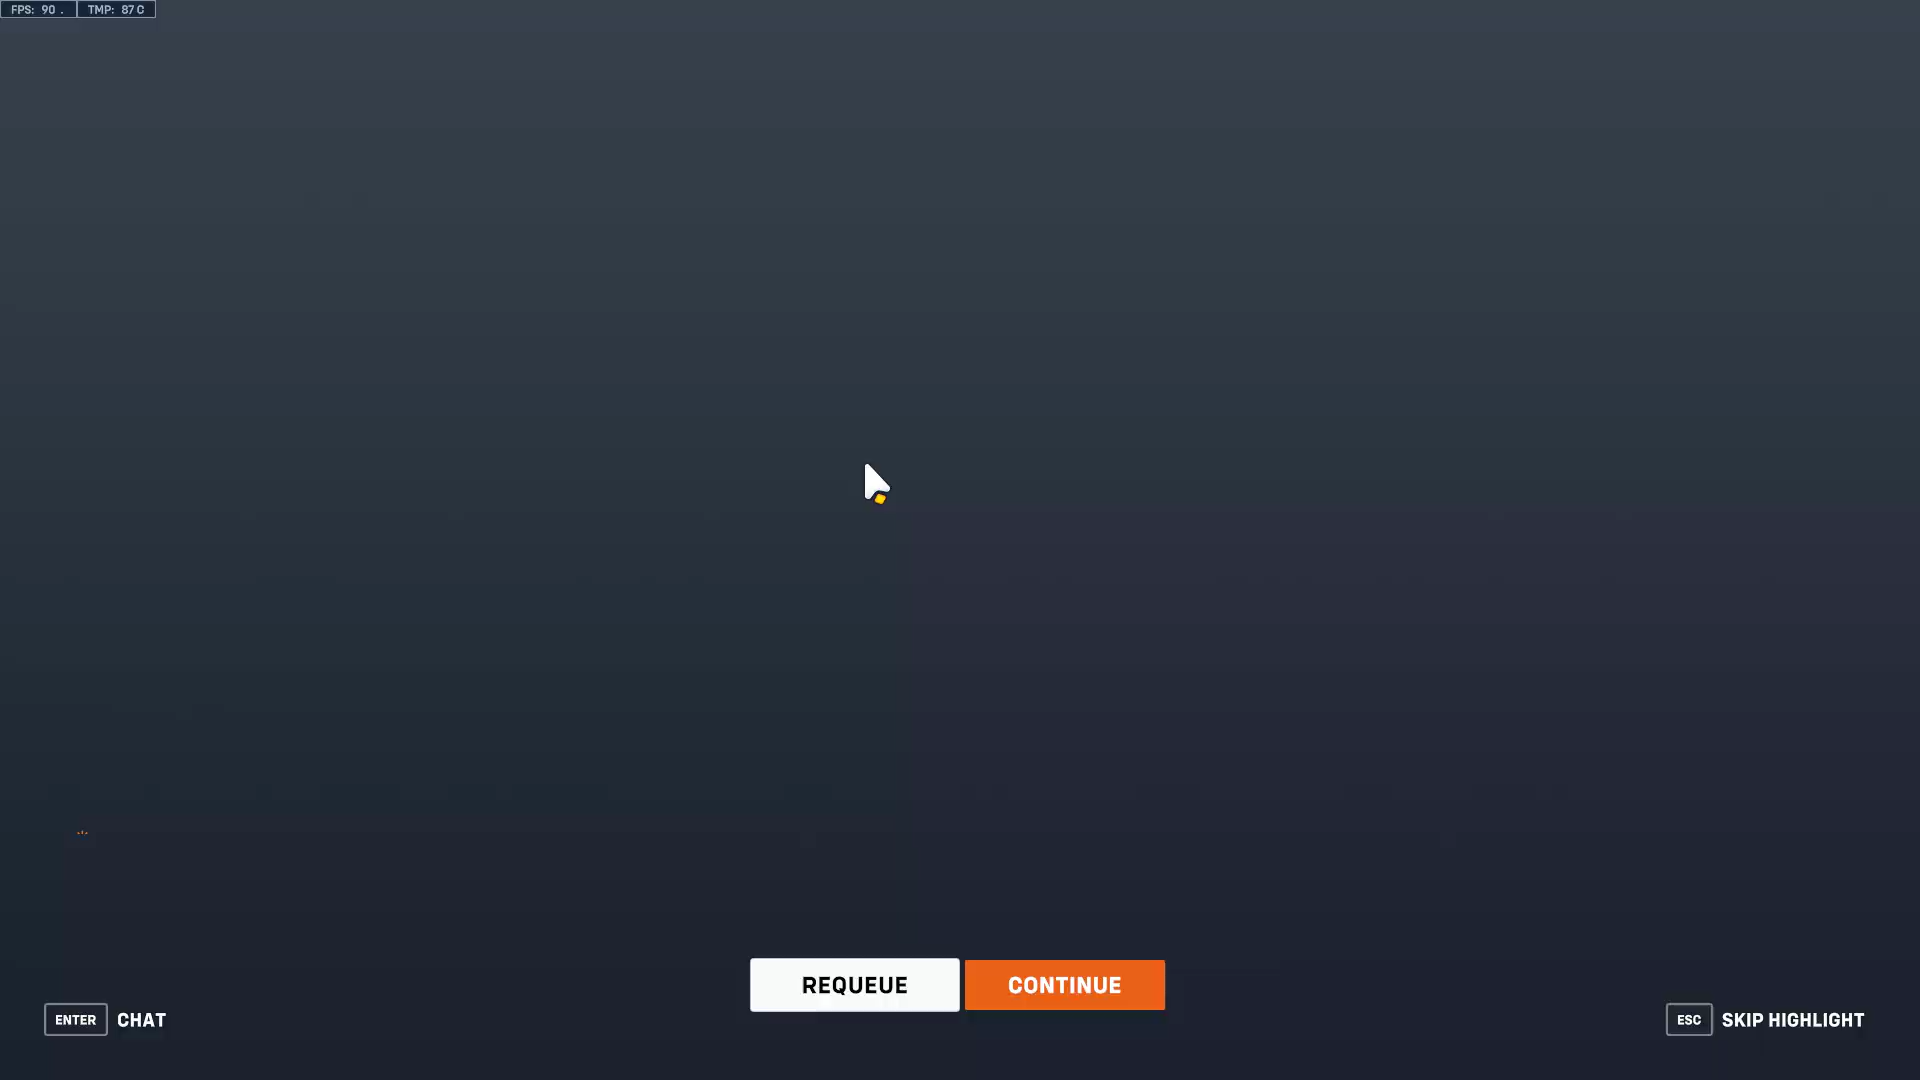 FPS: 90 . TMP: 87 C
REQUEUE CONTINUE
ENTER CHAT ESC SKIP HIGHLIGHT